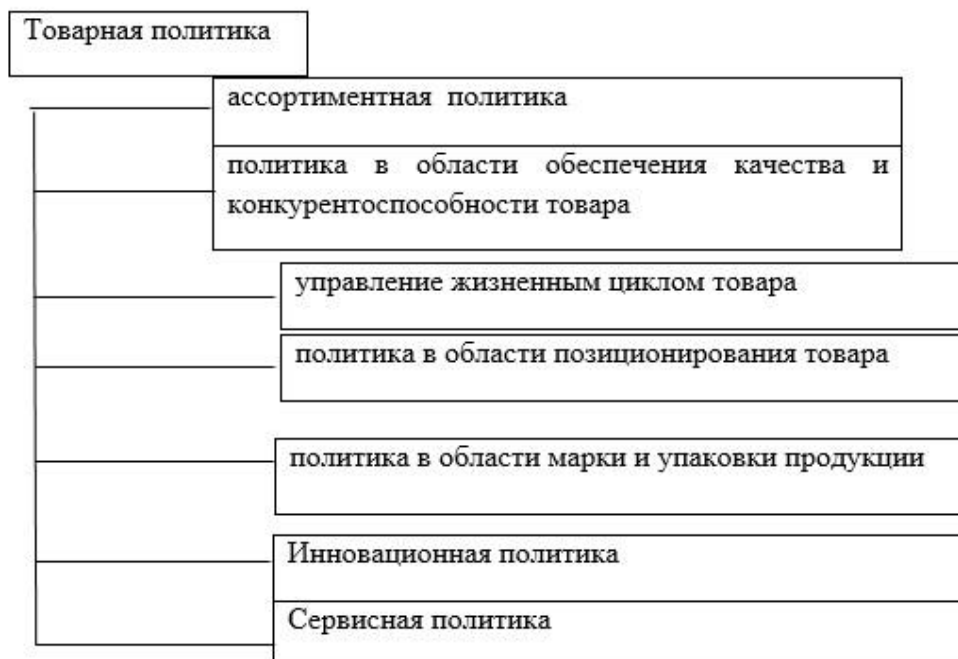 Товарная политика
ассортиментная политика
политика в области обеспечения качества и
конкурентоспособности товара
управление жизненным циклом товара
политика в области позиционирования товара
политика в области марки и упаковки продукции
Инновационная политика
Сервисная политика